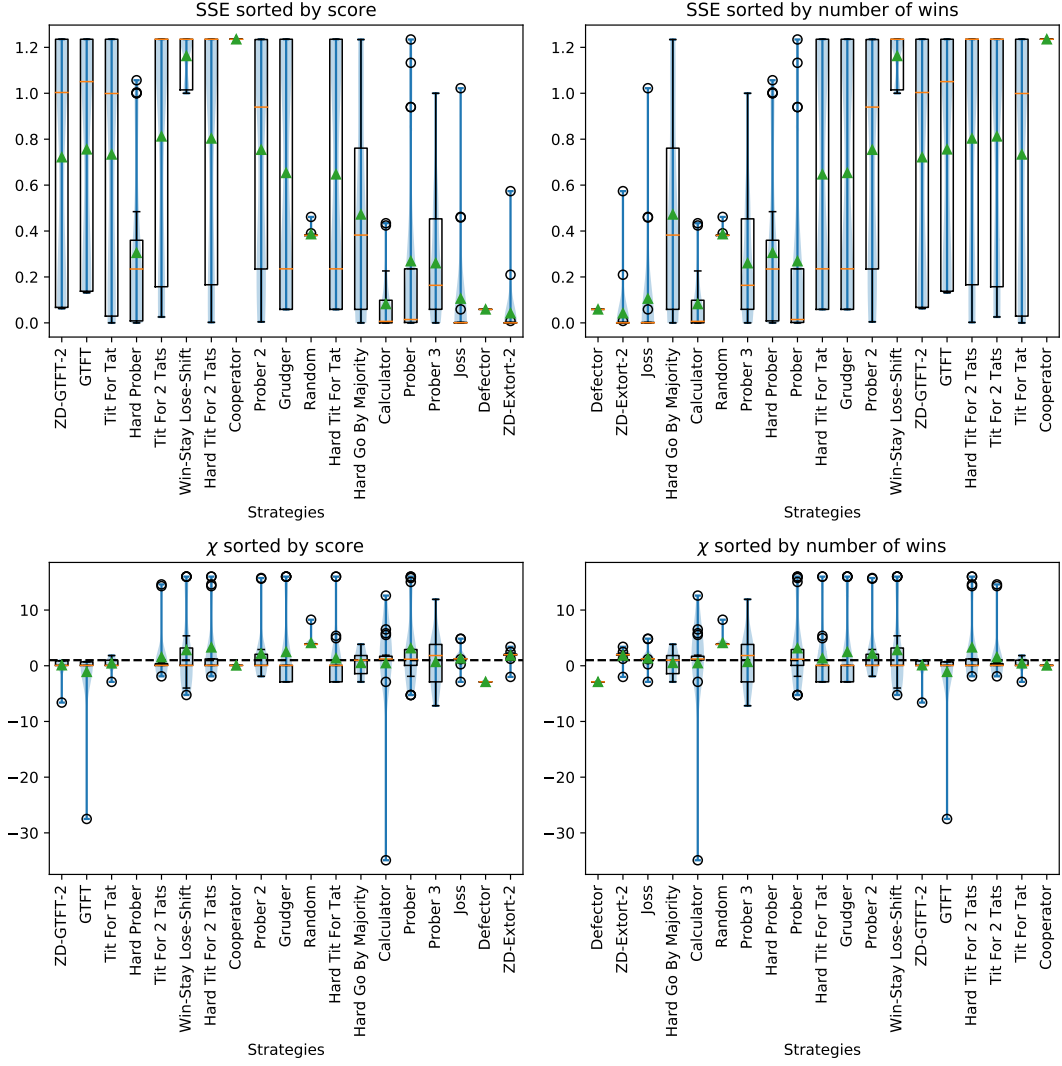 SSE sorted by score
1.2
1.0
0.8
0.6
0.4
0.2
0.0
ZD-GTFT-2
GTFT
Tit For Tat
Hard Prober
Tit For 2 Tats
Win-Stay Lose-Shift
Hard Tit For 2 Tats
Cooperator
Prober 2
Grudger
Random
Hard Tit For Tat
Hard Go By Majority
Calculator
Prober
Prober 3
Joss
Defector
ZD-Extort-2
Strategies
SSE sorted by number of wins
1.2
1.0
0.8
0.6
0.4
0.2
0.0
Defector
ZD-Extort-2
Joss
Hard Go By Majority
Calculator
Random
Prober 3
Hard Prober
Prober
Hard Tit For Tat
Grudger
Prober 2
Win-Stay Lose-Shift
ZD-GTFT-2
GTFT
Hard Tit For 2 Tats
Tit For 2 Tats
Tit For Tat
Cooperator
Strategies
χ sorted by score
10
0
−10
−20
−30
ZD-GTFT-2
GTFT
Tit For Tat
Hard Prober
Tit For 2 Tats
Win-Stay Lose-Shift
Hard Tit For 2 Tats
Cooperator
Prober 2
Grudger
Random
Hard Tit For Tat
Hard Go By Majority
Calculator
Prober
Prober 3
Joss
Defector
ZD-Extort-2
Strategies
χ sorted by number of wins
10
0
−10
−20
−30
Defector
ZD-Extort-2
Joss
Hard Go By Majority
Calculator
Random
Prober 3
Hard Prober
Prober
Hard Tit For Tat
Grudger
Prober 2
Win-Stay Lose-Shift
ZD-GTFT-2
GTFT
Hard Tit For 2 Tats
Tit For 2 Tats
Tit For Tat
Cooperator
Strategies